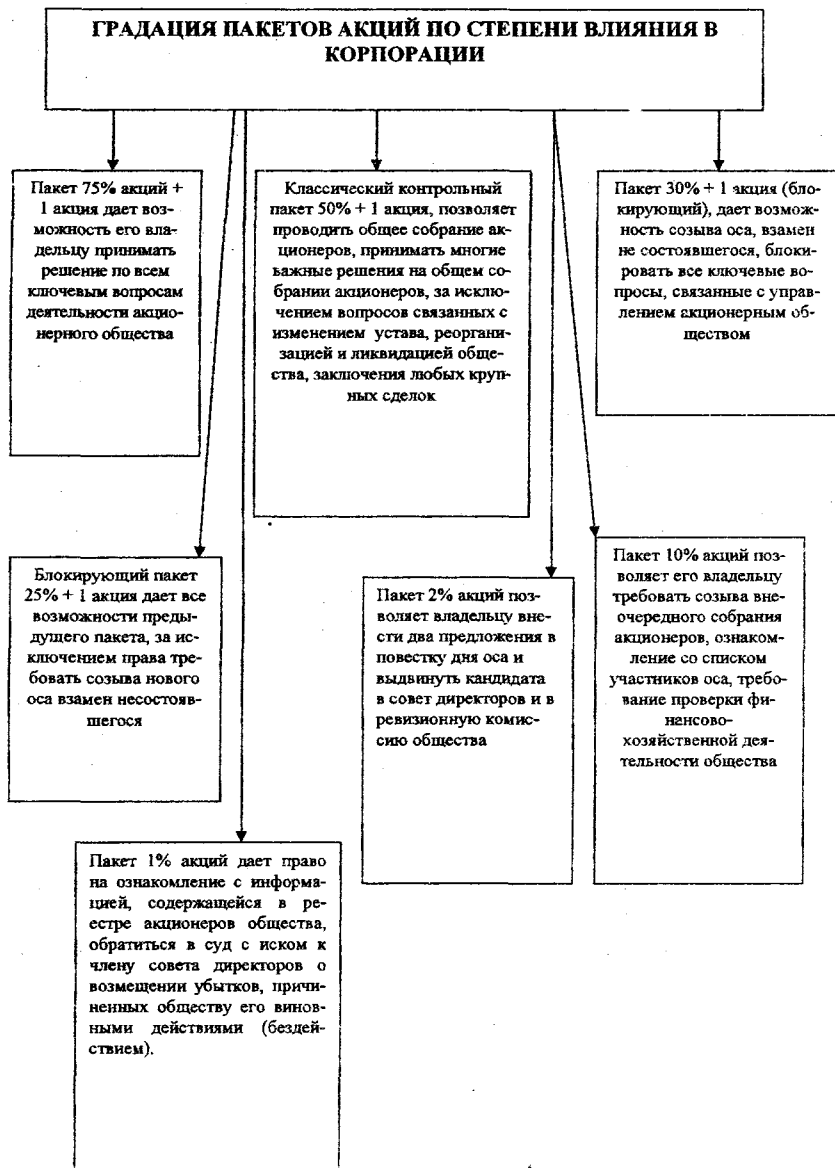 ГРАДАЦИЯ ПАКЕТОВ АКЦИЙ ПО СТЕПЕНИ ВЛИЯНИЯ В
КОРПОРАЦИИ
Пакет 75% акций +
1 акция дает воз-
можность его вла-
дельцу принимать
решение по всем
ключевым вопросам
деятельности акцио-
нерного общества
Классический контрольный
пакет 50% + 1 акция, позволяет
проводить общее собрание ак-
ционеров, принимать многие
важные решения на общем со-
брании акционеров, за исклю-
чением вопросов связанных с
изменением устава, реоргани-
зацией и ликвидацией обще-
ства, заключения любых круп-
ных сделок
Пакет 30% + 1 акция (бло-
кирующий), дает возмож-
ность созыва оса, взамен
не состоявшегося, блоки-
ровать все ключевые во-
просы, связанные с управ-
лением акционерным об-
ществом
Блокирующий пакет
25% + 1 акция дает все
возможности преды-
дущего пакета, за ис-
ключением права тре-
бовать созыва нового
оса взамен несостояв-
шегося
Пакет 2% акций поз-
воляет владельцу вне-
сти два предложения в
повестку дня оса и
выдвинуть кандидата
в совет директоров и в
ревизионную комис-
сию общества
Пакет 10% акций поз-
воляет его владельцу
требовать созыва вне-
очередного собрания
акционеров, ознаком-
ление со списком
участников оса, требо-
вание проверки фи-
нансово-
хозяйственной дея-
тельности общества
Пакет 1% акций дает право
на ознакомление с информа-
цией, содержащейся в ре-
естре акционеров общества,
обратиться в суд с иском к
члену совета директоров о
возмещении убытков, причи-
ненных обществу его винов-
ными действиями (бездей-
ствием).